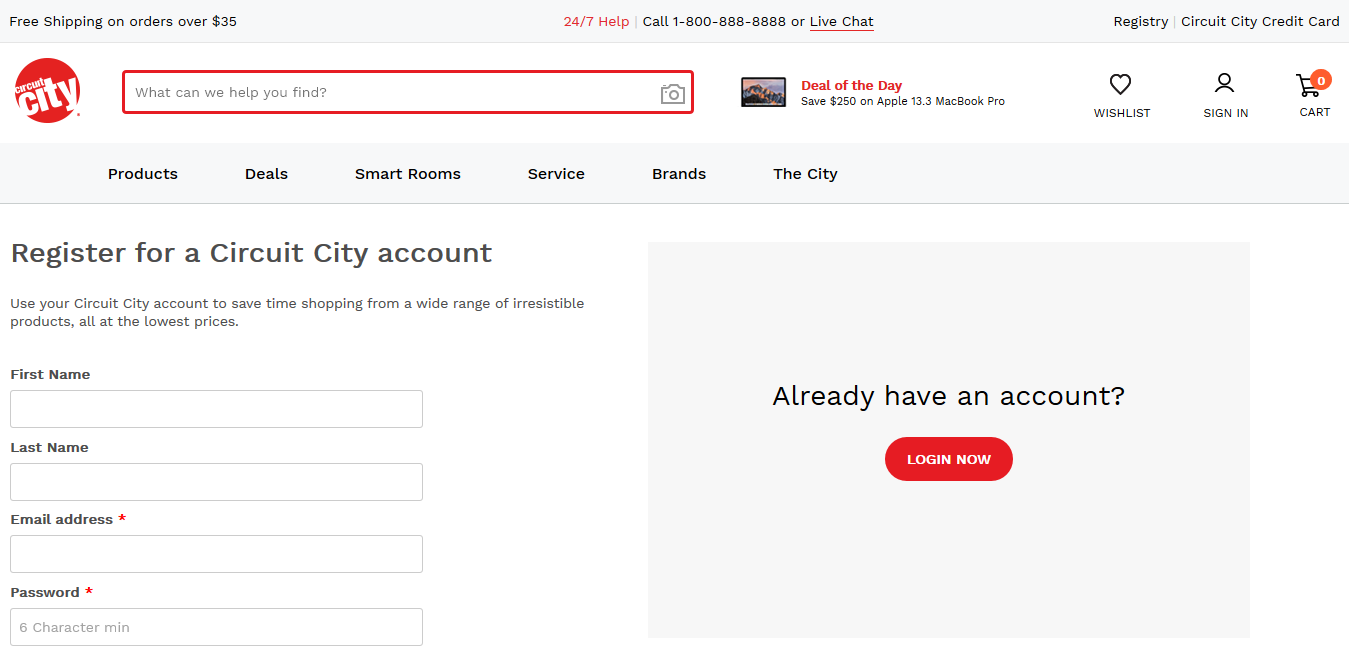 Free Shipping on orders over $35
24/7 Help | Call 1-800-888-8888 or Live Chat
Registry | Circuit City Credit Card
circuit
city
What can we help you find?
Deal of the Day
Save $250 on Apple 13.3 MacBook Pro
WISHLIST
SIGN IN
0
CART
Products
Deals
Smart Rooms
Service
Brands
The City
Register for a Circuit City account
Use your Circuit City account to save time shopping from a wide range of irresistible
products, all at the lowest prices.
First Name
Last Name
Email address *
Password *
6 Character min
Already have an account?
LOGIN NOW